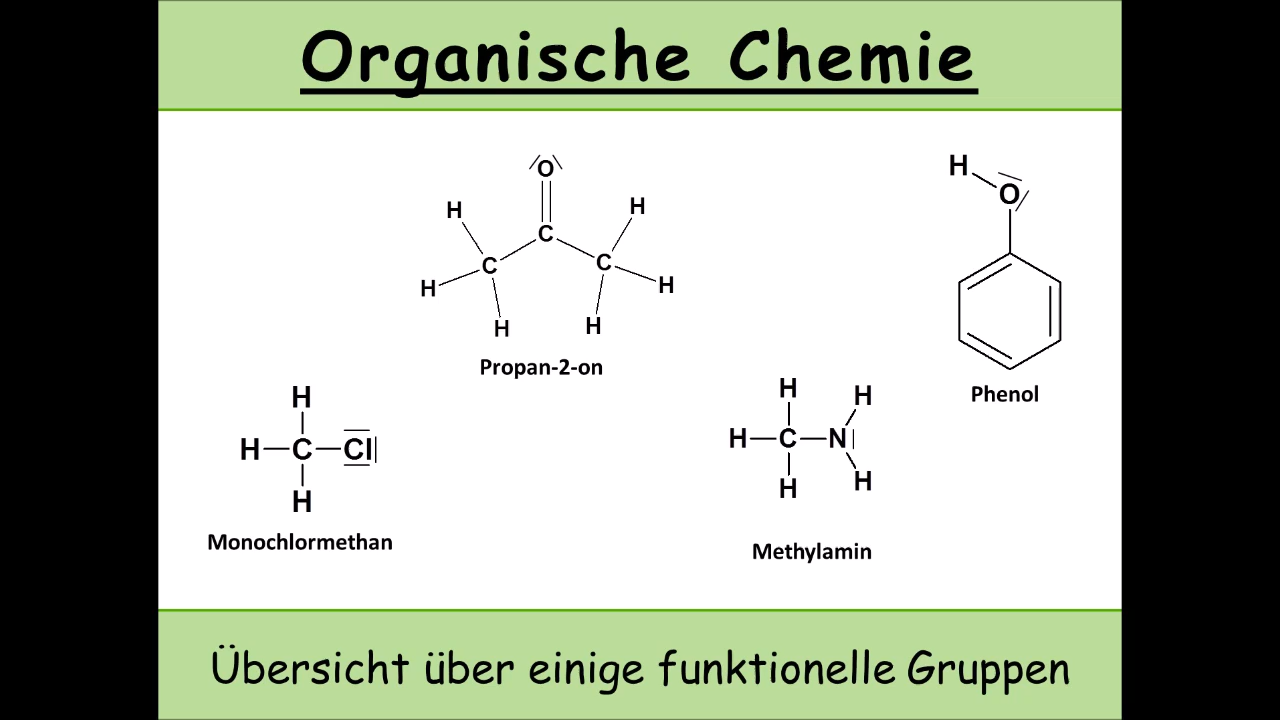 Organische Chemie
O
H
H
C
C
C
H
H
H
H
Propan-2-on
H
O
Phenol
H
H
C
Cl
H
Monochlormethan
H
H
H
C
N
H
H
Methylamin
Übersicht über einige funktionelle Gruppen